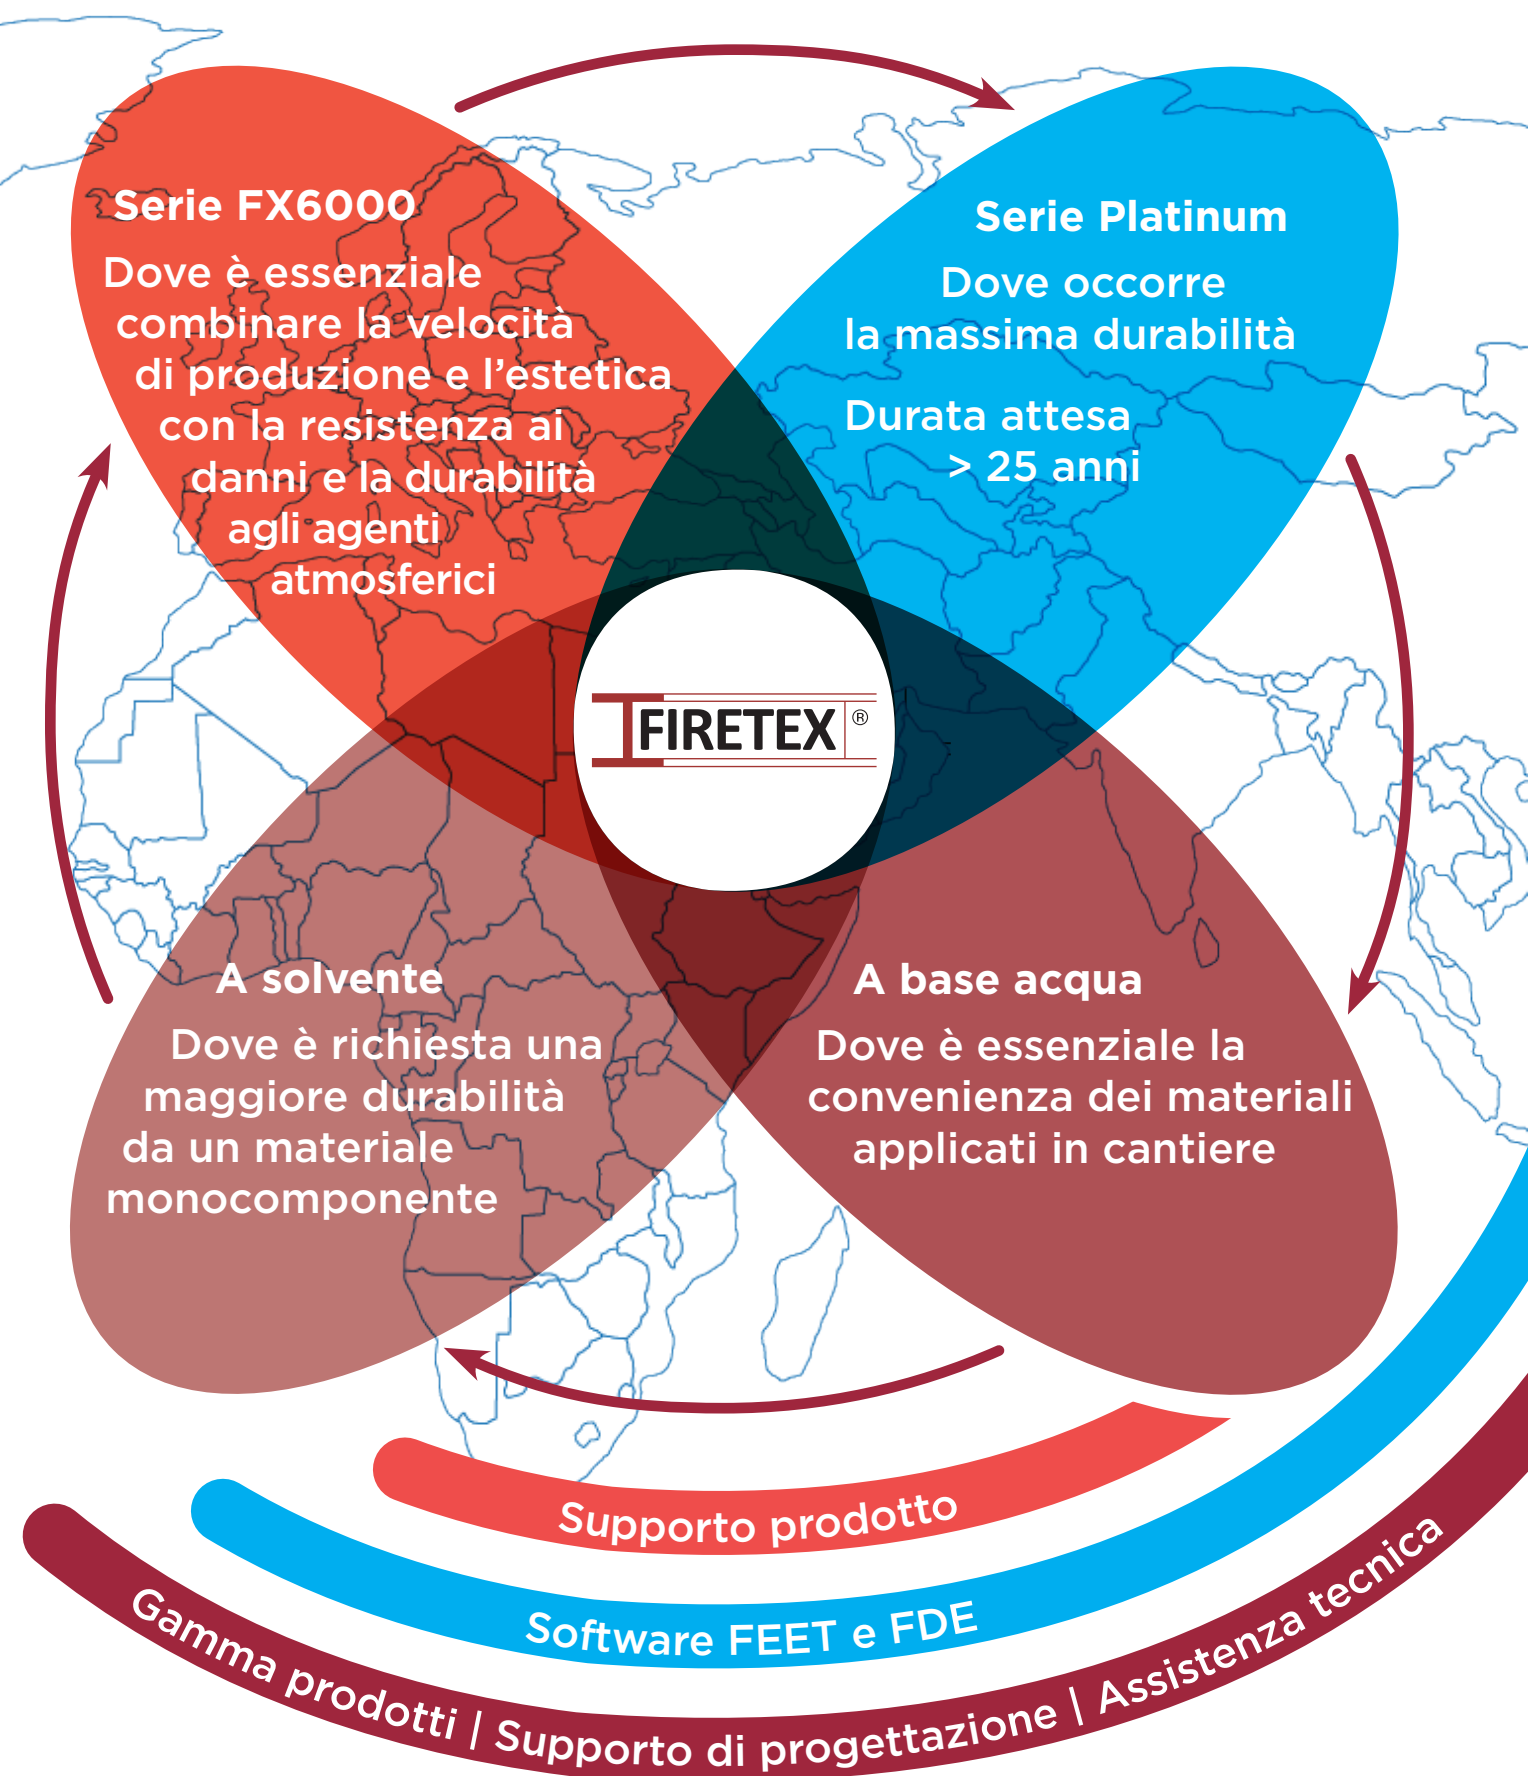 Serie FX6000
Dove è essenziale
combinare la velocità
di produzione e l’estetica
con la resistenza ai
danni e la durabilità
agli agenti
atmosferici
Serie Platinum
Dove occorre
la massima durabilità
Durata attesa
> 25 anni
FIRETEX®
A solvente
Dove è richiesta una
maggiore durabilità
da un materiale
monocomponente
A base acqua
Dove è essenziale la
convenienza dei materiali
applicati in cantiere
Supporto prodotto
Software FEET e FDE
Gamma prodotti | Supporto di progettazione | Assistenza tecnica